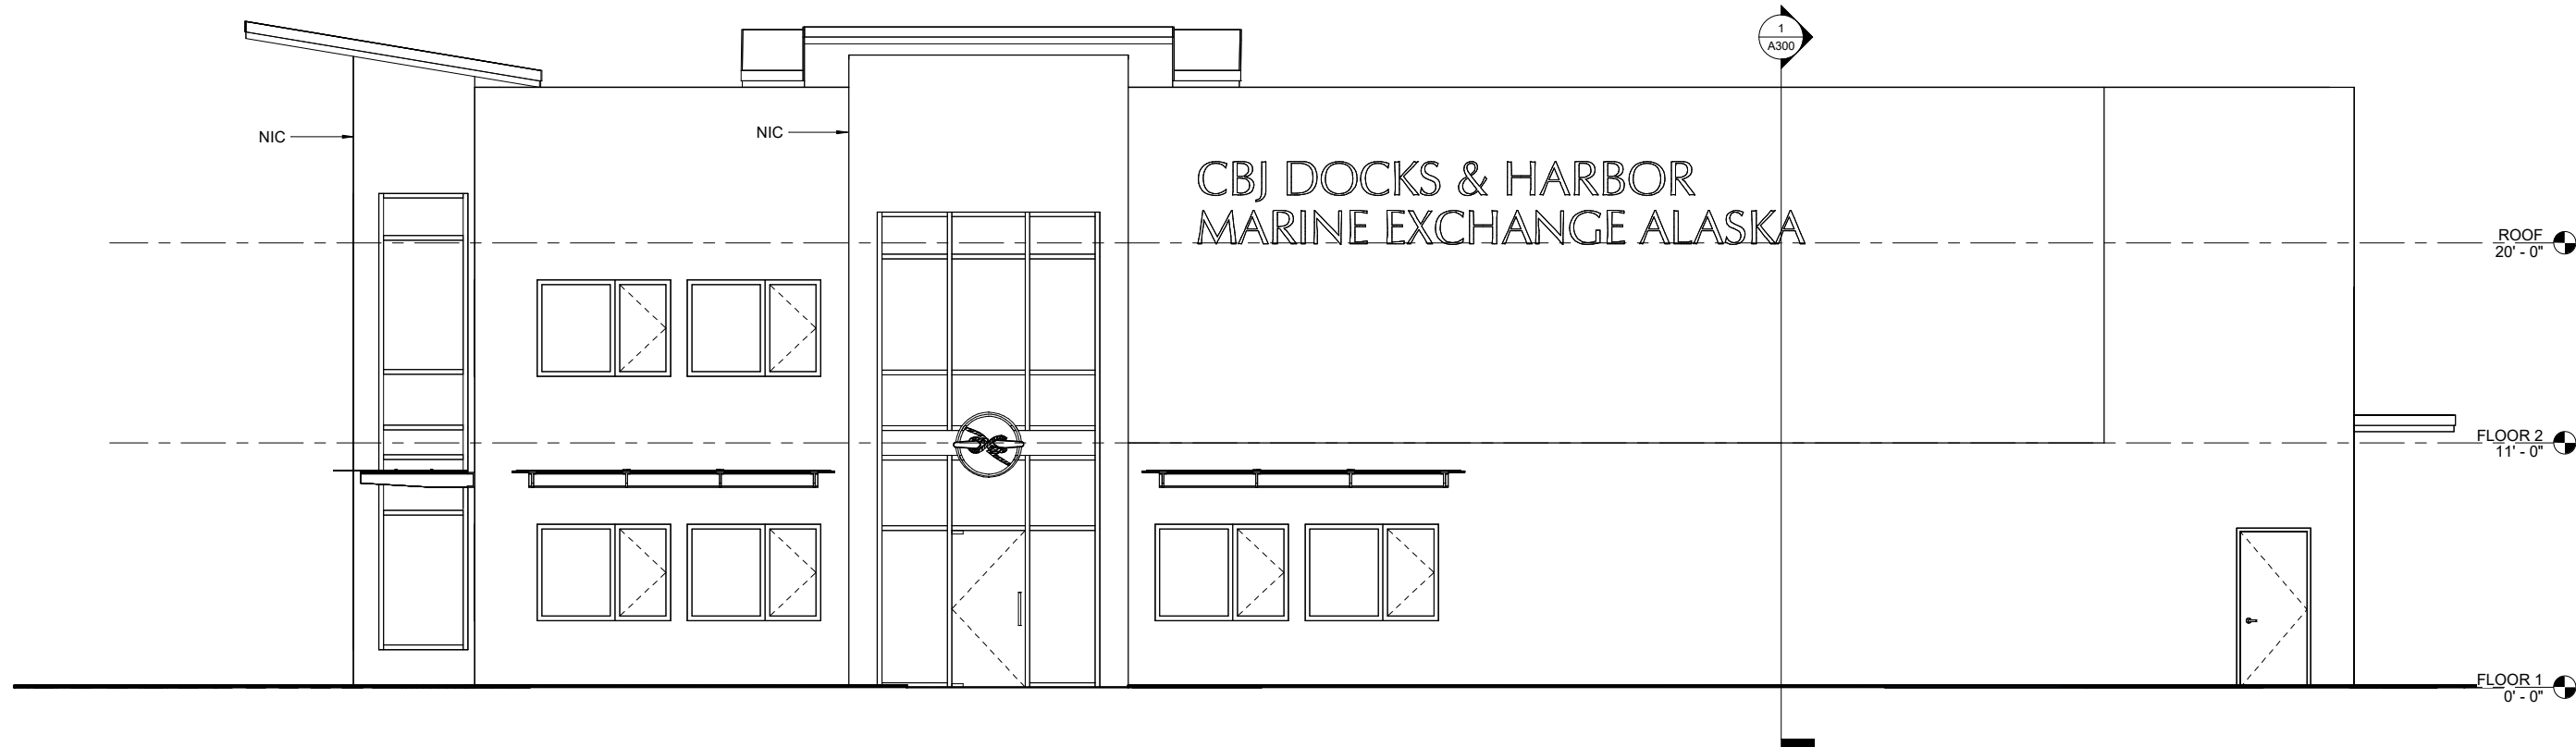 1
A300
NIC
NIC
CBJ DOCKS & HARBOR
MARINE EXCHANGE ALASKA
ROOF
20' - 0"
FLOOR 2
11' - 0"
FLOOR 1
0' - 0"